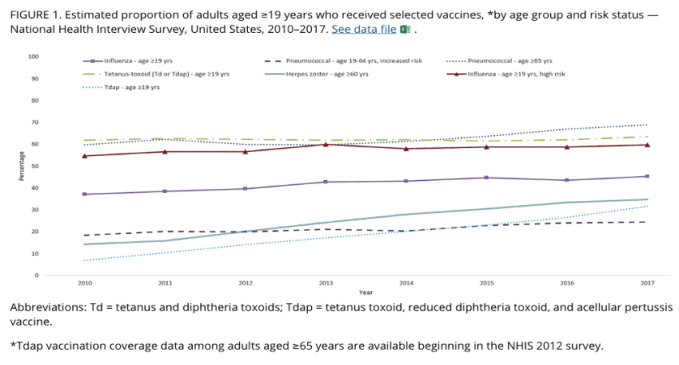 FIGURE 1. Estimated proportion of adults aged ≥19 years who received selected vaccines, *by age group and risk status —
National Health Interview Survey, United States, 2010–2017. See data file .
100
90
80
70
60
50
40
30
20
10
0
Percentage
Influenza - age ≥19 yrs
Pneumococcal - age 19-64 yrs, increased risk
Pneumococcal - age ≥65 yrs
Tetanus-toxoid (Td or Tdap) - age ≥19 yrs
Herpes zoster - age ≥60 yrs
Influenza - age ≥19 yrs, high risk
Tdap - age ≥19 yrs
2010 2011 2012 2013 2014 2015 2016 2017
Year
Abbreviations: Td = tetanus and diphtheria toxoids; Tdap = tetanus toxoid, reduced diphtheria toxoid, and acellular pertussis
vaccine.
*Tdap vaccination coverage data among adults aged ≥65 years are available beginning in the NHIS 2012 survey.